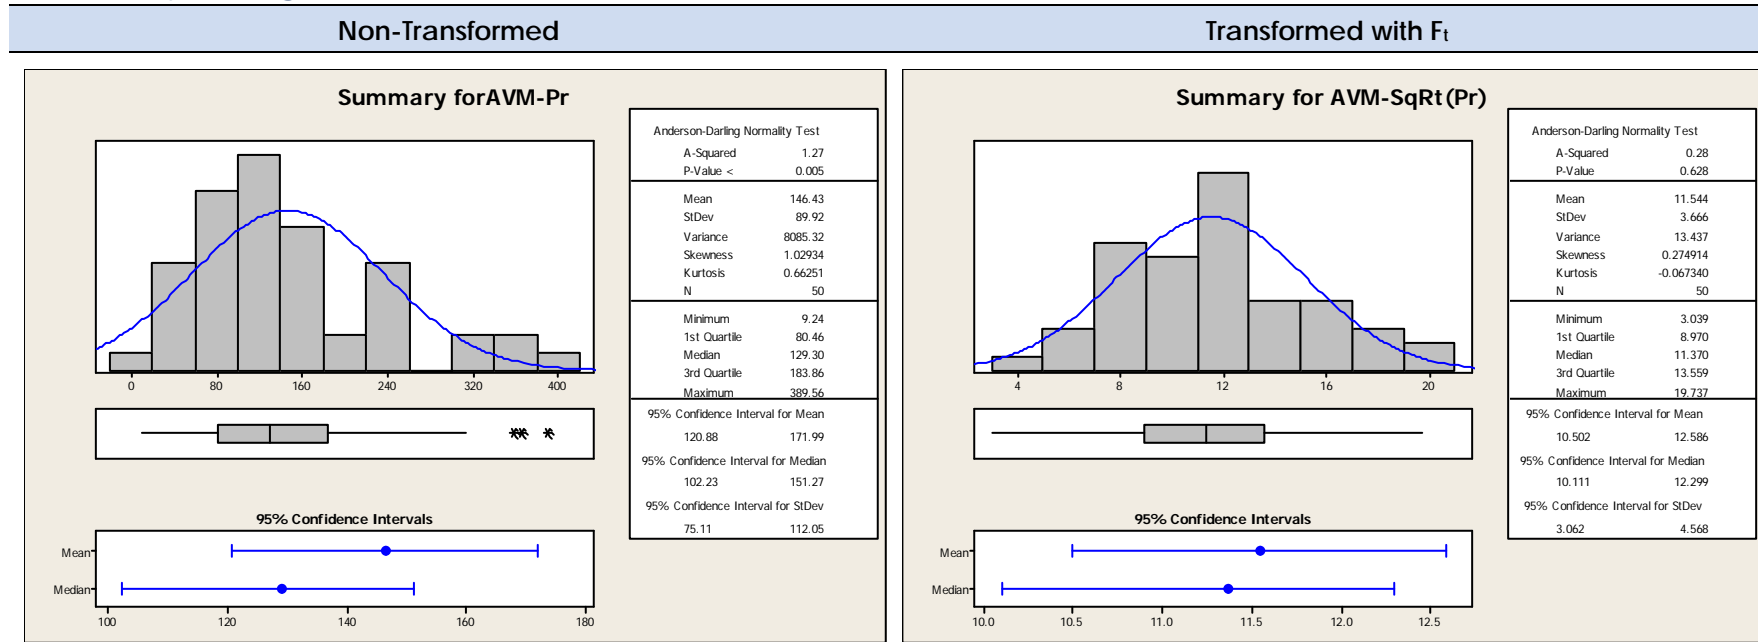 Non-Transformed
Transformed with Ft
Summary forAVM-Pr
Anderson-Darling Normality Test
A-Squared 1.27
P-Value < 0.005
Mean 146.43
StDev 89.92
Variance 8085.32
Skewness 1.02934
Kurtosis 0.66251
N 50
Minimum 9.24
1st Quartile 80.46
Median 129.30
3rd Quartile 183.86
Maximum 389.56
95% Confidence Interval for Mean
120.88 171.99
95% Confidence Interval for Median
102.23 151.27
95% Confidence Interval for StDev
75.11 112.05
0 80 160 240 320 400
95% Confidence Intervals
Mean
Median
100 120 140 160 180
Summary for AVM-SqRt(Pr)
Anderson-Darling Normality Test
A-Squared 0.28
P-Value 0.628
Mean 11.544
StDev 3.666
Variance 13.437
Skewness 0.274914
Kurtosis -0.067340
N 50
Minimum 3.039
1st Quartile 8.970
Median 11.370
3rd Quartile 13.559
Maximum 19.737
95% Confidence Interval for Mean
10.502 12.586
95% Confidence Interval for Median
10.111 12.299
95% Confidence Interval for StDev
3.062 4.568
4 8 12 16 20
95% Confidence Intervals
Mean
Median
10.0 10.5 11.0 11.5 12.0 12.5